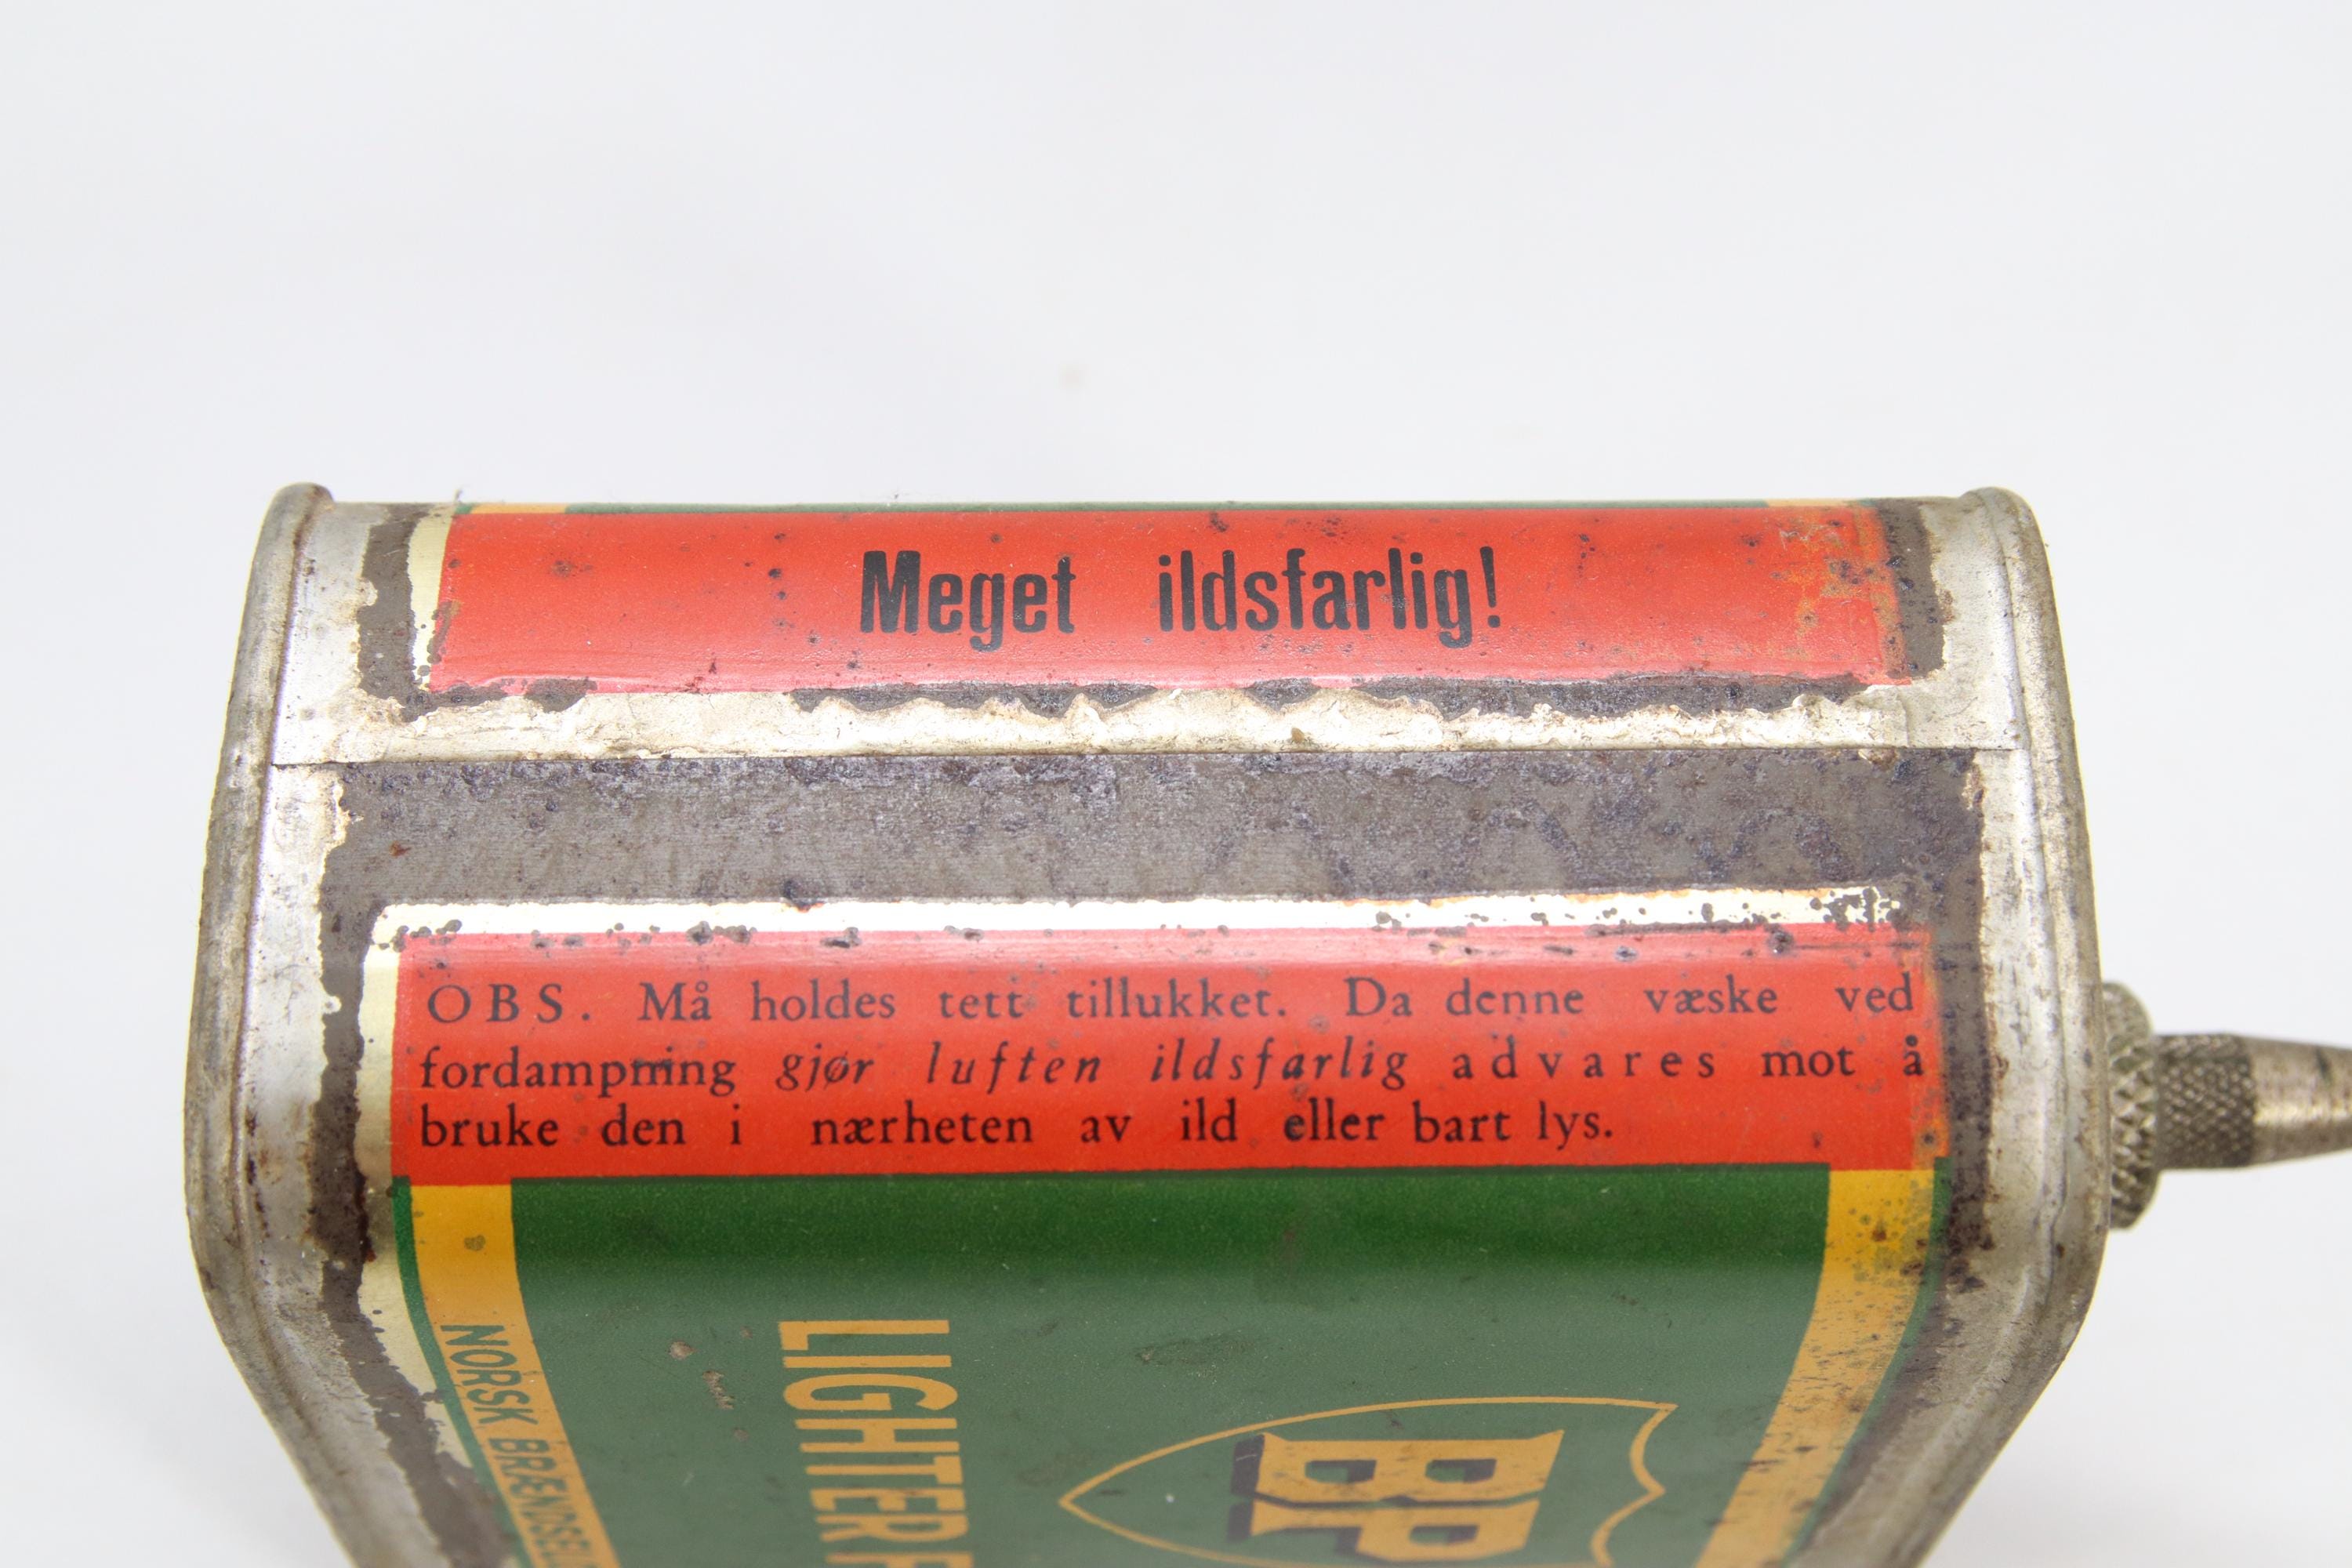 Meget ildsfarlig!
OBS. Må holdes tett tillukket. Da denne væske ved
fordampning gjør luften ildsfarlig advares mot å
bruke den i nærheten av ild eller bart lys.
NORSK
LIGHTER
BP